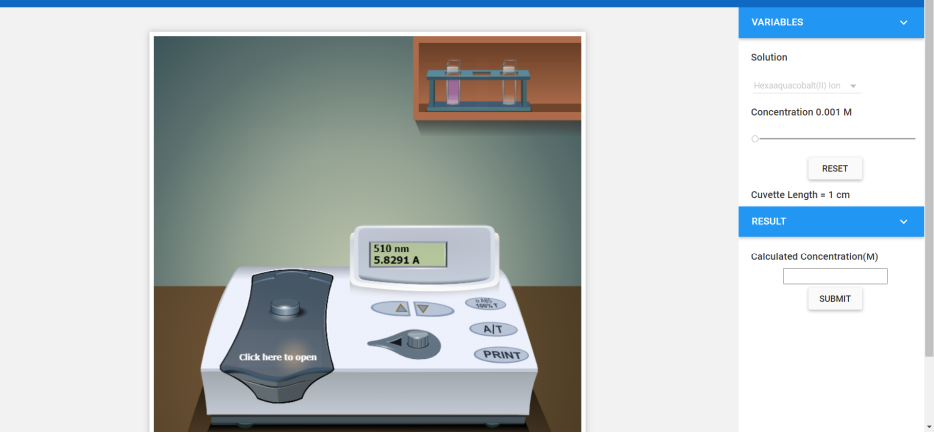 VARIABLES
Solution
Hexaaquacobalt(II) Ion
Concentration 0.001 M
RESET
Cuvette Length = 1 cm
RESULT
Calculated Concentration(M)
SUBMIT
510 nm
5.8291 A
0 ABS
100% T
A/T
PRINT
Click here to open